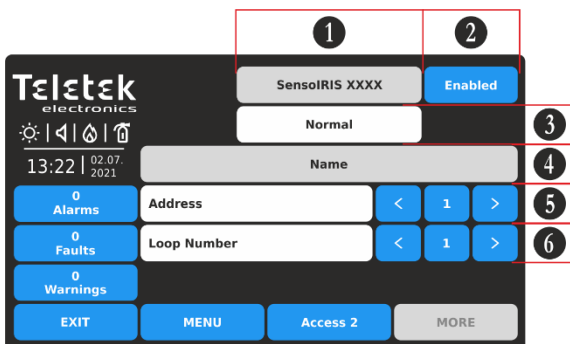 1
2
Teletek
electronics
SensoIRIS XXXX
Enabled
Normal
3
13:22
02.07.
2021
Name
4
0
Alarms
Address
<
1
>
5
0
Faults
Loop Number
<
1
>
6
0
Warnings
EXIT
MENU
Access 2
MORE